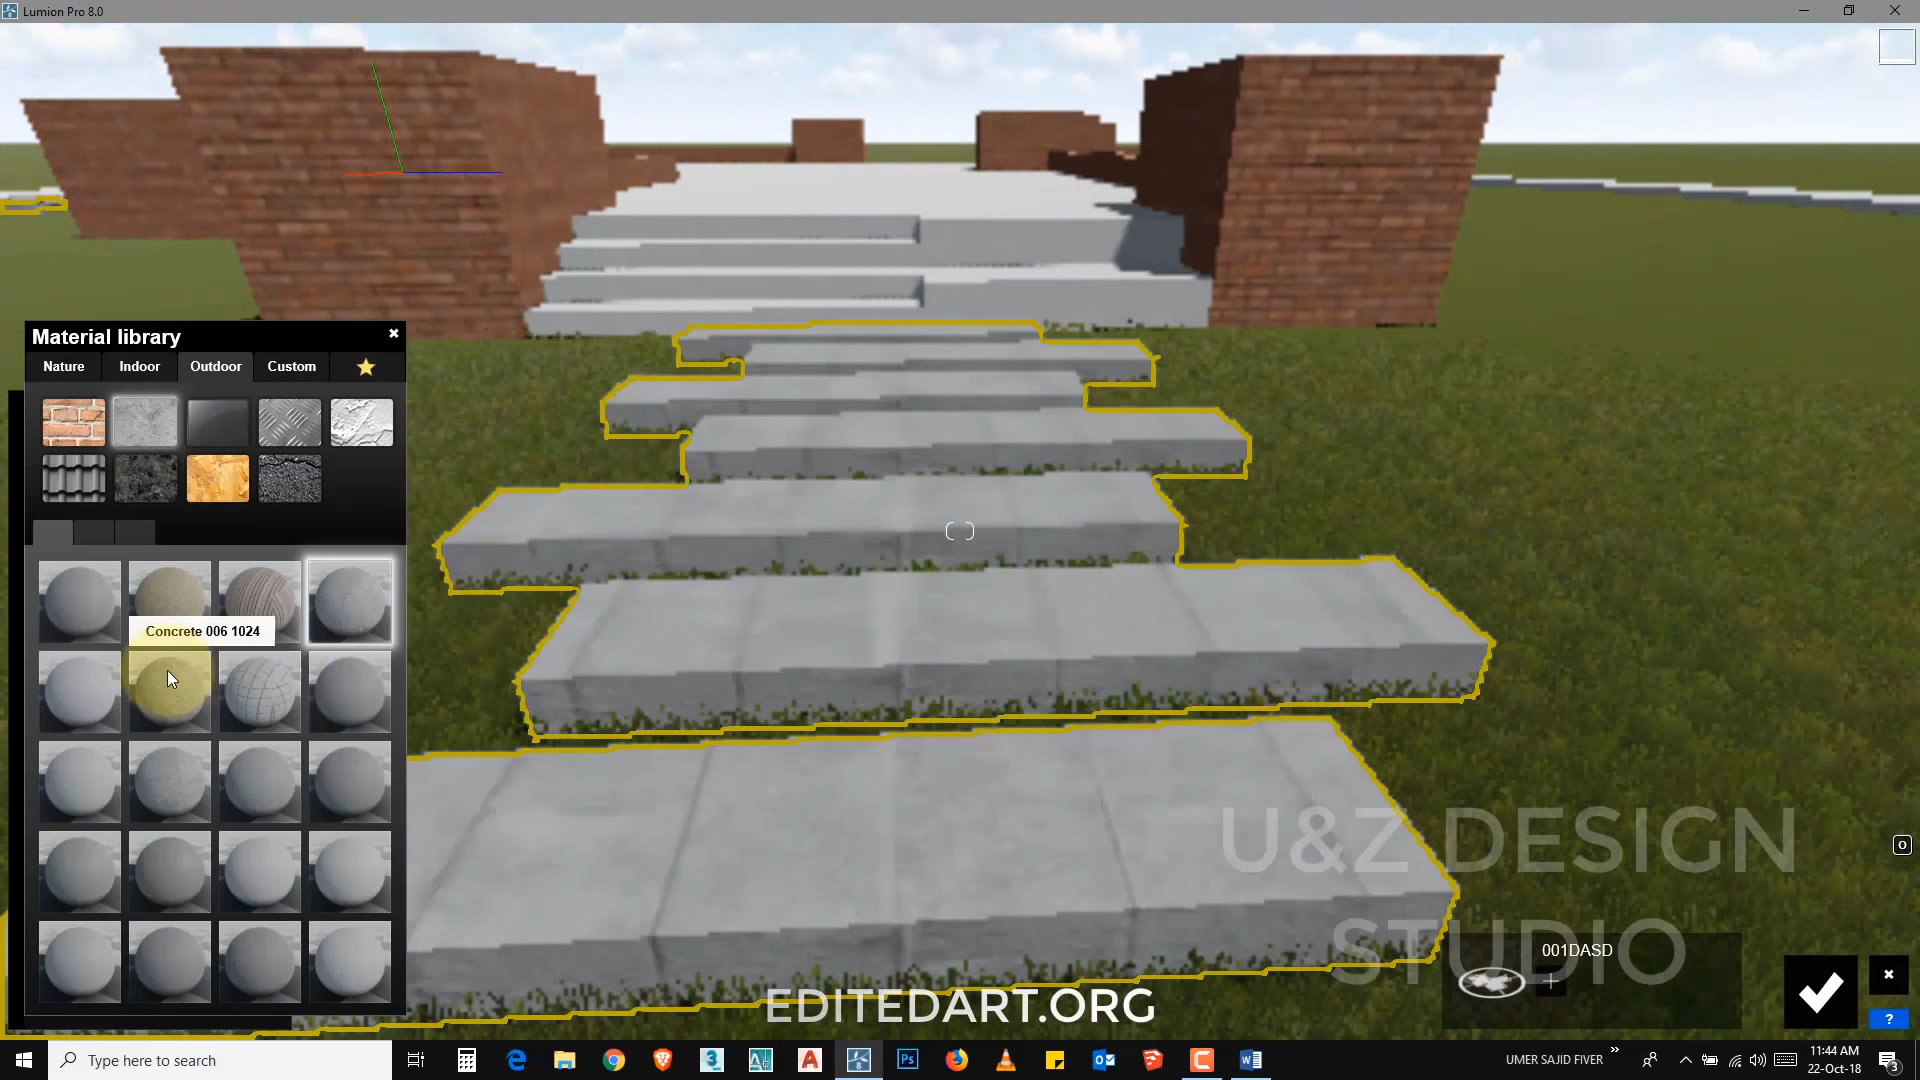 Lumion Pro 8.0
Material library
Nature
Indoor
Outdoor
Custom
Concrete 006 1024
U&Z DESIGN
STUDIO
001DASD
EDITEDART.ORG
O
?
Type here to search
UMER SAJID FIVER
11:44 AM
22-Oct-18
3